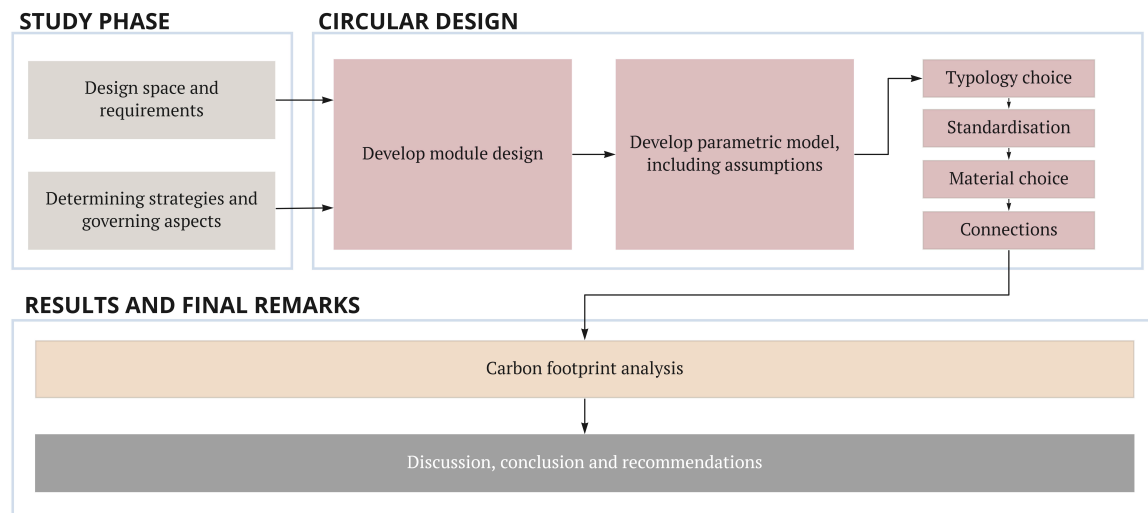 STUDY PHASE
Design space and
requirements
Determining strategies and
governing aspects
CIRCULAR DESIGN
Develop module design
Develop parametric model,
including assumptions
Typology choice
Standardisation
Material choice
Connections
RESULTS AND FINAL REMARKS
Carbon footprint analysis
Discussion, conclusion and recommendations